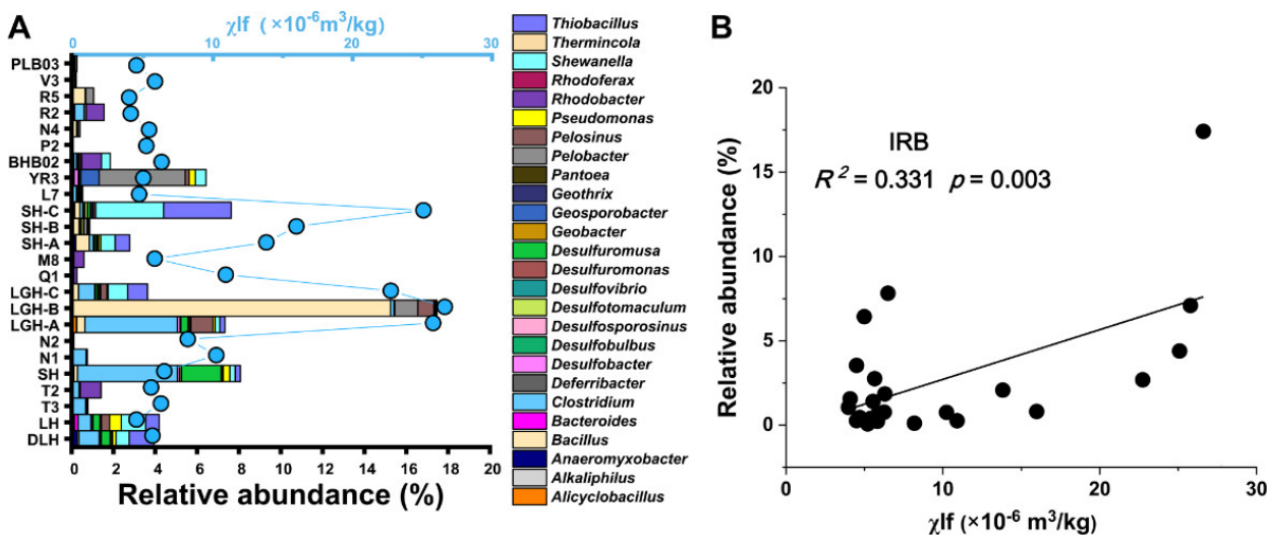 A
χlf (×10-6m3/kg)
0 10 20 30
PLB03
V3
R5
R2
N4
P2
BHB02
YR3
L7
SH-C
SH-B
SH-A
M8
Q1
LGH-C
LGH-B
LGH-A
N2
N1
SH
T2
T3
LH
DLH
0 2 4 6 8 10 12 14 16 18 20
Relative abundance (%)
Thiobacillus
Thermincola
Shewanella
Rhodoferax
Rhodobacter
Pseudomonas
Pelosinus
Pelobacter
Pantoea
Geothrix
Geosporobacter
Geobacter
Desulfuromusa
Desulfuromonas
Desulfovibrio
Desulfotomaculum
Desulfosporosinus
Desulfobulbus
Desulfobacter
Deferribacter
Clostridium
Bacteroides
Bacillus
Anaeromyxobacter
Alkaliphilus
Alicyclobacillus
B
Relative abundance (%)
20
15
10
5
0
IRB
R2 = 0.331 p = 0.003
0 10 20 30
χlf (×10-6 m3/kg)